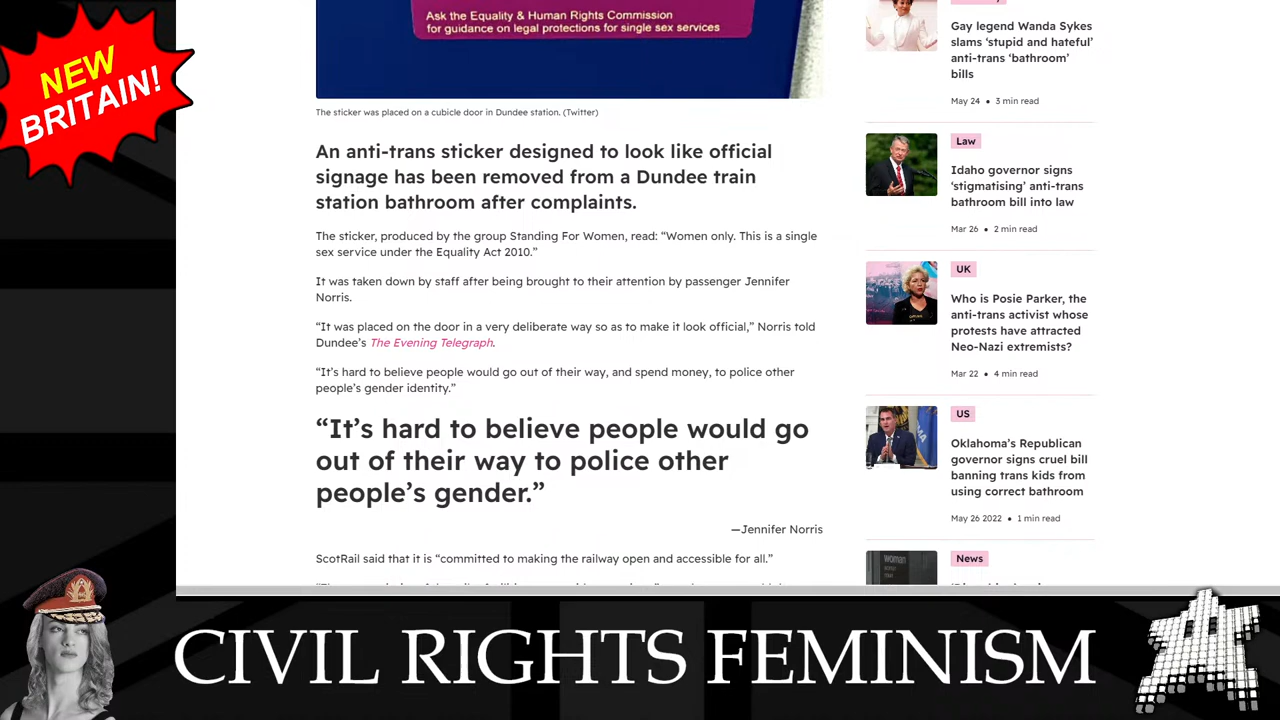 NEW
BRITAIN!
Ask the Equality & Human Rights Commission
for guidance on legal protections for single sex services
The sticker was placed on a cubicle door in Dundee station. (Twitter)
An anti-trans sticker designed to look like official
signage has been removed from a Dundee train
station bathroom after complaints.
The sticker, produced by the group Standing For Women, read: “Women only. This is a single
sex service under the Equality Act 2010.”
It was taken down by staff after being brought to their attention by passenger Jennifer
Norris.
“It was placed on the door in a very deliberate way so as to make it look official,” Norris told
Dundee’s The Evening Telegraph.
“It’s hard to believe people would go out of their way, and spend money, to police other
people’s gender identity.”
“It’s hard to believe people would go
out of their way to police other
people’s gender.”
—Jennifer Norris
ScotRail said that it is “committed to making the railway open and accessible for all.”
Gay legend Wanda Sykes
slams ‘stupid and hateful’
anti-trans ‘bathroom’
bills
May 24 • 3 min read
Law
Idaho governor signs
‘stigmatising’ anti-trans
bathroom bill into law
Mar 26 • 2 min read
UK
Who is Posie Parker, the
anti-trans activist whose
protests have attracted
Neo-Nazi extremists?
Mar 22 • 4 min read
US
Oklahoma’s Republican
governor signs cruel bill
banning trans kids from
using correct bathroom
May 26 2022 • 1 min read
News
woman
CIVIL RIGHTS FEMINISM